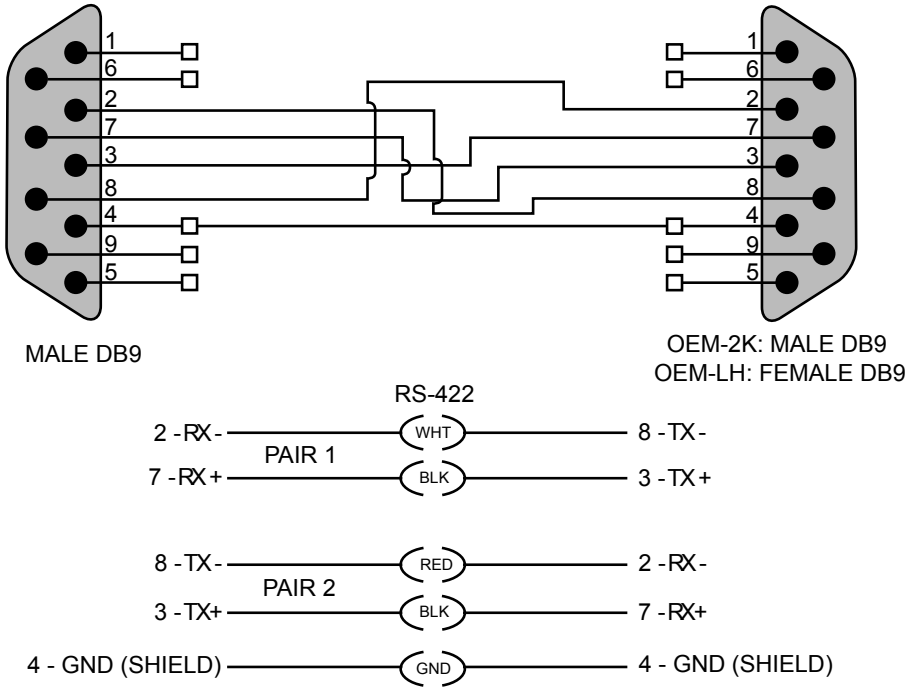 1 1
6 6
2 2
7 7
3 3
8 8
4 4
9 9
5 5
MALE DB9
OEM-2K: MALE DB9
OEM-LH: FEMALE DB9
RS-422
2 -RX- WHT 8 -TX-
PAIR 1
7 -RX+ BLK 3 -TX+
8 -TX- RED 2 -RX-
PAIR 2
3 -TX+ BLK 7 -RX+
4 - GND (SHIELD) GND 4 - GND (SHIELD)